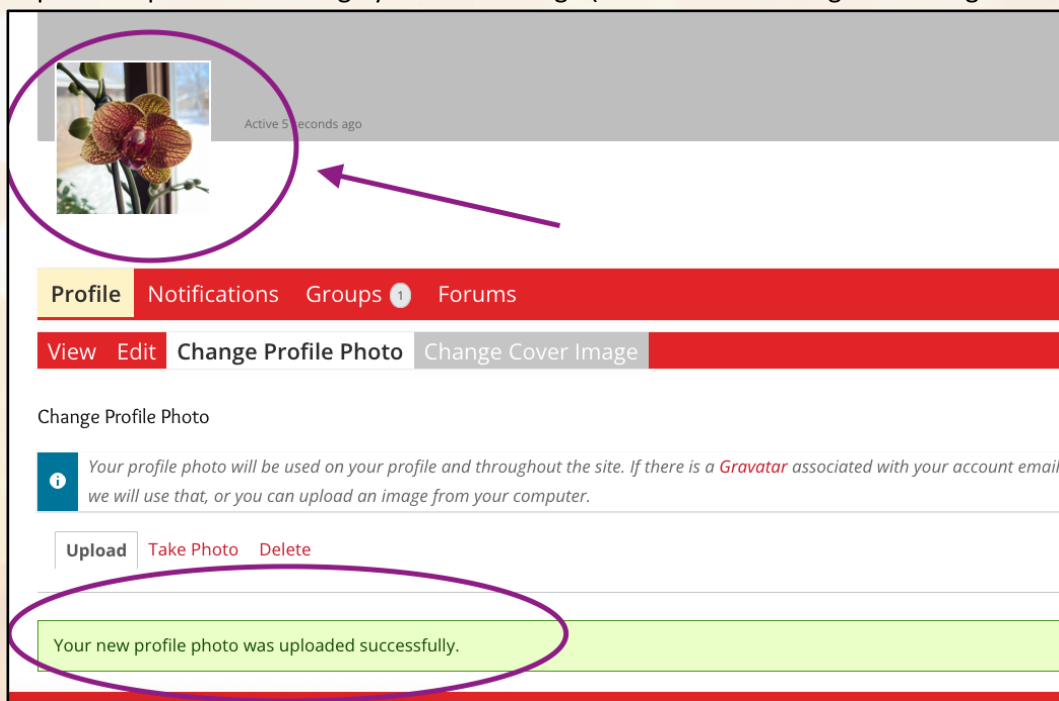 Active 5 seconds ago
Profile Notifications Groups 1 Forums
View Edit Change Profile Photo Change Cover Image
Change Profile Photo
Your profile photo will be used on your profile and throughout the site. If there is a Gravatar associated with your account email
we will use that, or you can upload an image from your computer.
Upload Take Photo Delete
Your new profile photo was uploaded successfully.